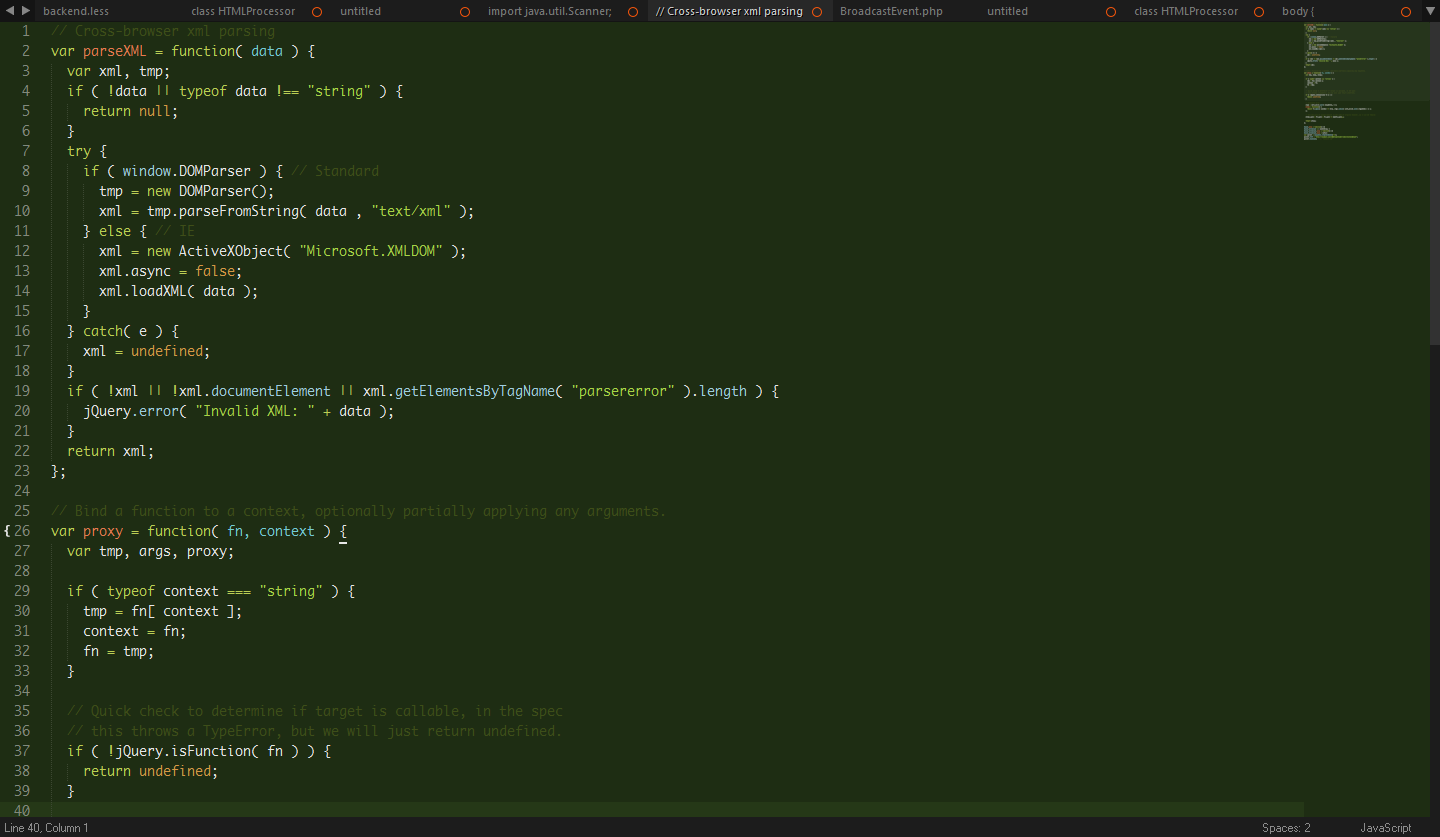 backend.less class HTMLProcessor untitled import java.util.Scanner; // Cross-browser xml parsing BroadcastEvent.php untitled class HTMLProcessor body {
1 // Cross-browser xml parsing
2 var parseXML = function( data ) {
3 var xml, tmp;
4 if ( !data || typeof data !== "string" ) {
5 return null;
6 }
7 try {
8 if ( window.DOMParser ) { // Standard
9 tmp = new DOMParser();
10 xml = tmp.parseFromString( data , "text/xml" );
11 } else { // IE
12 xml = new ActiveXObject( "Microsoft.XMLDOM" );
13 xml.async = false;
14 xml.loadXML( data );
15 }
16 } catch( e ) {
17 xml = undefined;
18 }
19 if ( !xml || !xml.documentElement || xml.getElementsByTagName( "parsererror" ).length ) {
20 jQuery.error( "Invalid XML: " + data );
21 }
22 return xml;
23 };
24
25 // Bind a function to a context, optionally partially applying any arguments.
{ 26 var proxy = function( fn, context ) {
27 var tmp, args, proxy;
28
29 if ( typeof context === "string" ) {
30 tmp = fn[ context ];
31 context = fn;
32 fn = tmp;
33 }
34
35 // Quick check to determine if target is callable, in the spec
36 // this throws a TypeError, but we will just return undefined.
37 if ( !jQuery.isFunction( fn ) ) {
38 return undefined;
39 }
40
Line 40, Column 1 Spaces: 2 JavaScript